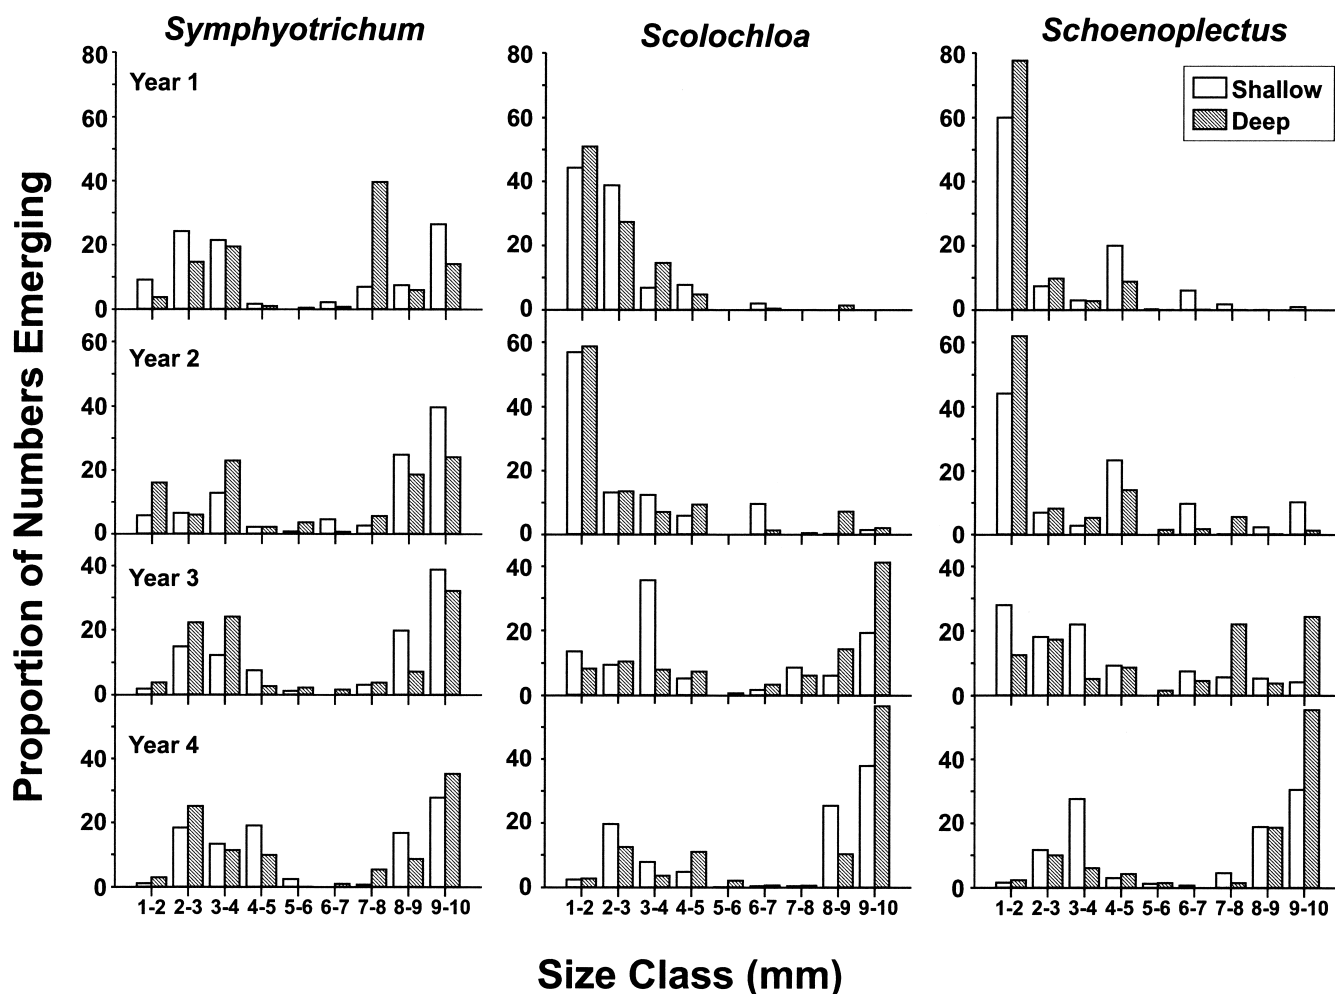 Symphyotrichum Scolochloa Schoenoplectus
80 80 80
Year 1
Shallow
Deep
60 60 60
40 40 40
20 20 20
0 0 0
60 60 60
Year 2
40 40 40
20 20 20
0 0 0
40 40 40
Year 3
20 20 20
0 0 0
Year 4
40 40 40
20 20 20
0 0 0
1-2 2-3 3-4 4-5 5-6 6-7 7-8 8-9 9-10 1-2 2-3 3-4 4-5 5-6 6-7 7-8 8-9 9-10 1-2 2-3 3-4 4-5 5-6 6-7 7-8 8-9 9-10
Proportion of Numbers Emerging
Size Class (mm)